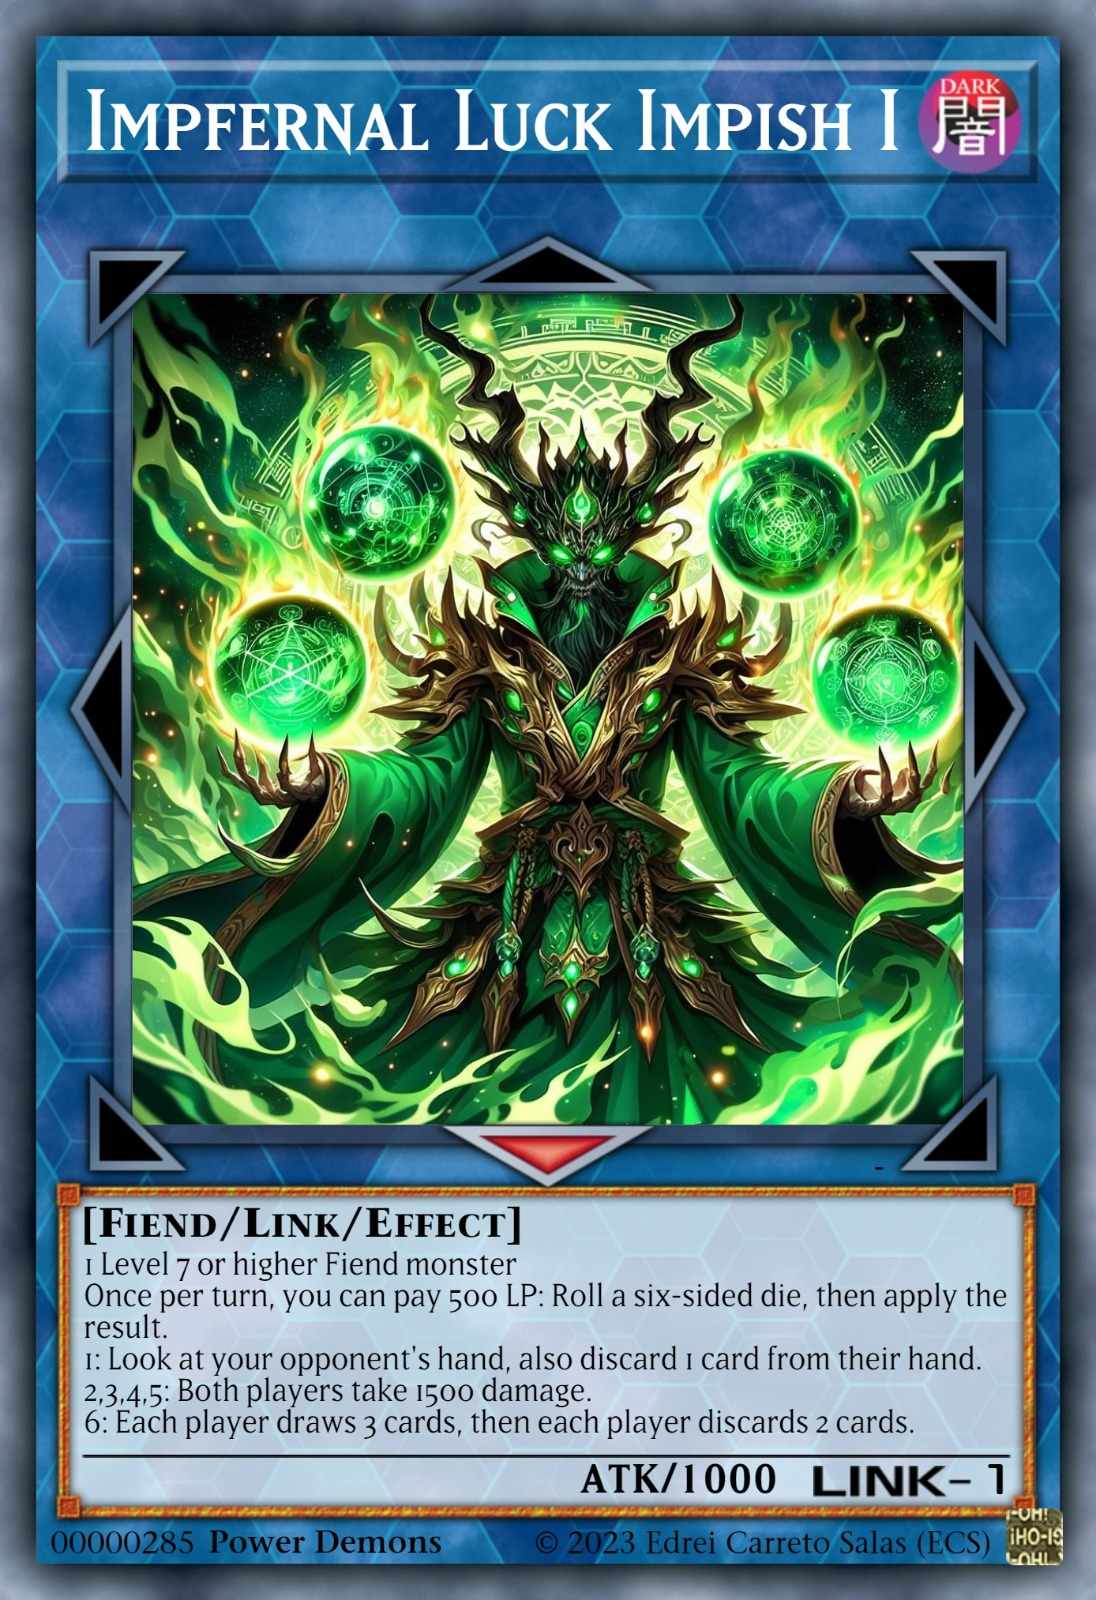 Impfernal Luck Impish I
DARK
闇
[Fiend/Link/Effect]
1 Level 7 or higher Fiend monster
Once per turn, you can pay 500 LP: Roll a six-sided die, then apply the
result.
1: Look at your opponent's hand, also discard 1 card from their hand.
2,3,4,5: Both players take 1500 damage.
6: Each player draws 3 cards, then each player discards 2 cards.
ATK/1000 LINK-1
00000285 Power Demons © 2023 Edrei Carreto Salas (ECS)